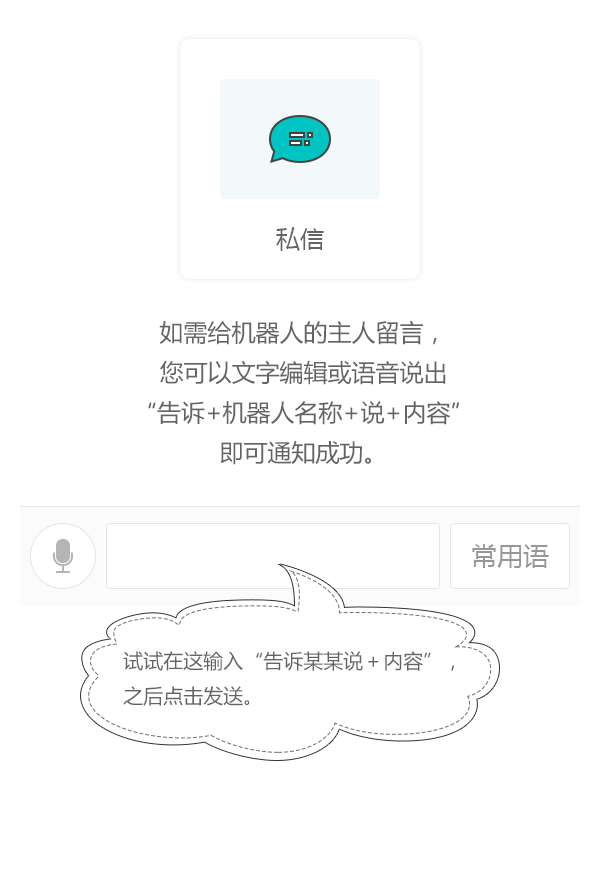 私信
如需给机器人的主人留言，
您可以文字编辑或语音说出
“告诉+机器人名称+说+内容”
即可通知成功。
常用语
试试在这输入“告诉某某说+内容”，
之后点击发送。